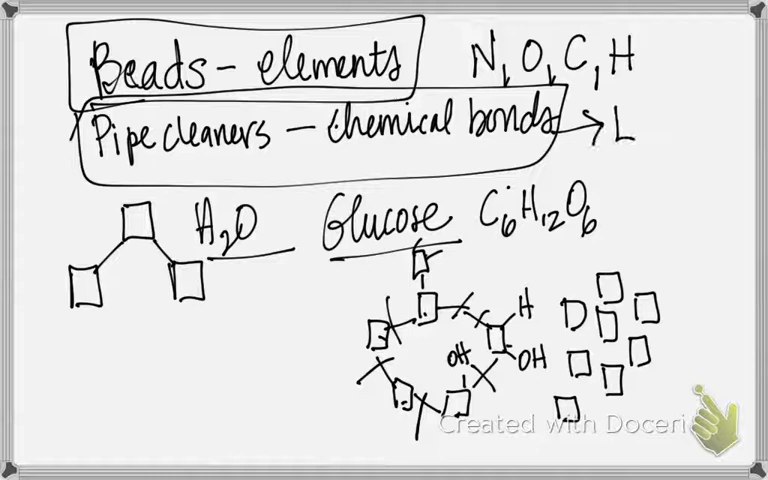 Beads - elements N, O, C, H
Pipe cleaners - chemical bonds → L
H₂O Glucose C₆H₁₂O₆
H
OH OH
Created with Doceri